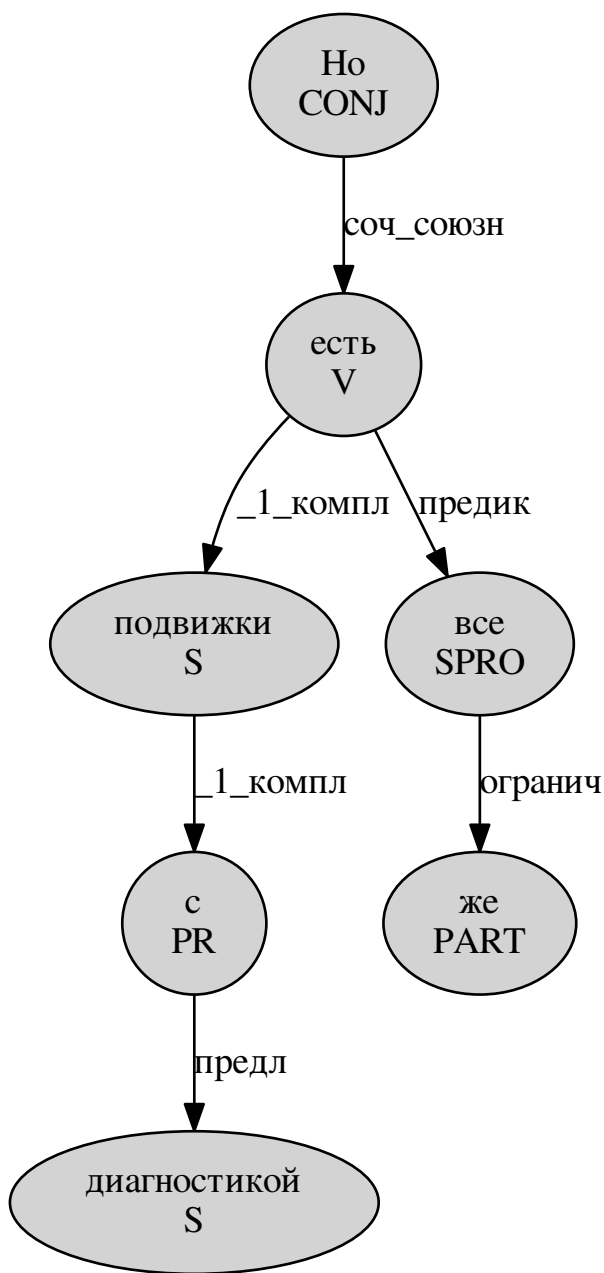 Но
CONJ
соч_союзн
есть
V
_1_компл
предик
подвижки
S
все
SPRO
_1_компл
огранич
с
PR
же
PART
предл
диагностикой
S